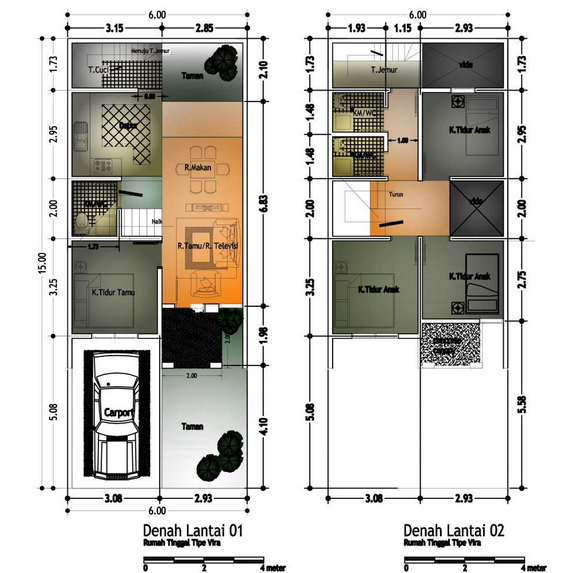 6.00
3.15
2.85
Menuju T.Jemur
T.Cuci
Taman
1.73
2.10
0.80
Dapur
2.95
R.Makan
6.83
2.00
Naik
R.Tamu/R. Televisi
1.73
15.00
3.25
K.Tidur Tamu
1.98
2.00
2.00
Carport
5.08
Taman
4.10
3.08
2.93
6.00
Denah Lantai 01
Rumah Tinggal Tipe Vira
0
2
4 meter
6.00
1.93
1.15
2.93
1.73
T.Jemur
vide
1.73
1.48
KM/WC
1.00
K.Tidur Anak
2.95
1.48
2.00
Turun
vide
2.00
3.25
K.Tidur Anak
K.Tidur Anak
2.75
5.08
5.58
3.08
2.93
Denah Lantai 02
Rumah Tinggal Tipe Vira
0
2
4 meter